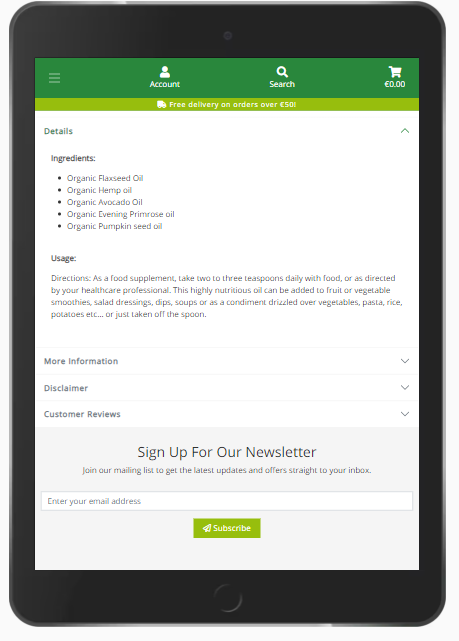 Account
Search
€0.00
Free delivery on orders over €50!
Details
Ingredients:
Organic Flaxseed Oil
Organic Hemp oil
Organic Avocado Oil
Organic Evening Primrose oil
Organic Pumpkin seed oil
Usage:
Directions: As a food supplement, take two to three teaspoons daily with food, or as directed
by your healthcare professional. This highly nutritious oil can be added to fruit or vegetable
smoothies, salad dressings, dips, soups or as a condiment drizzled over vegetables, pasta, rice,
potatoes etc... or just taken off the spoon.
More Information
Disclaimer
Customer Reviews
Sign Up For Our Newsletter
Join our mailing list to get the latest updates and offers straight to your inbox.
Enter your email address
Subscribe